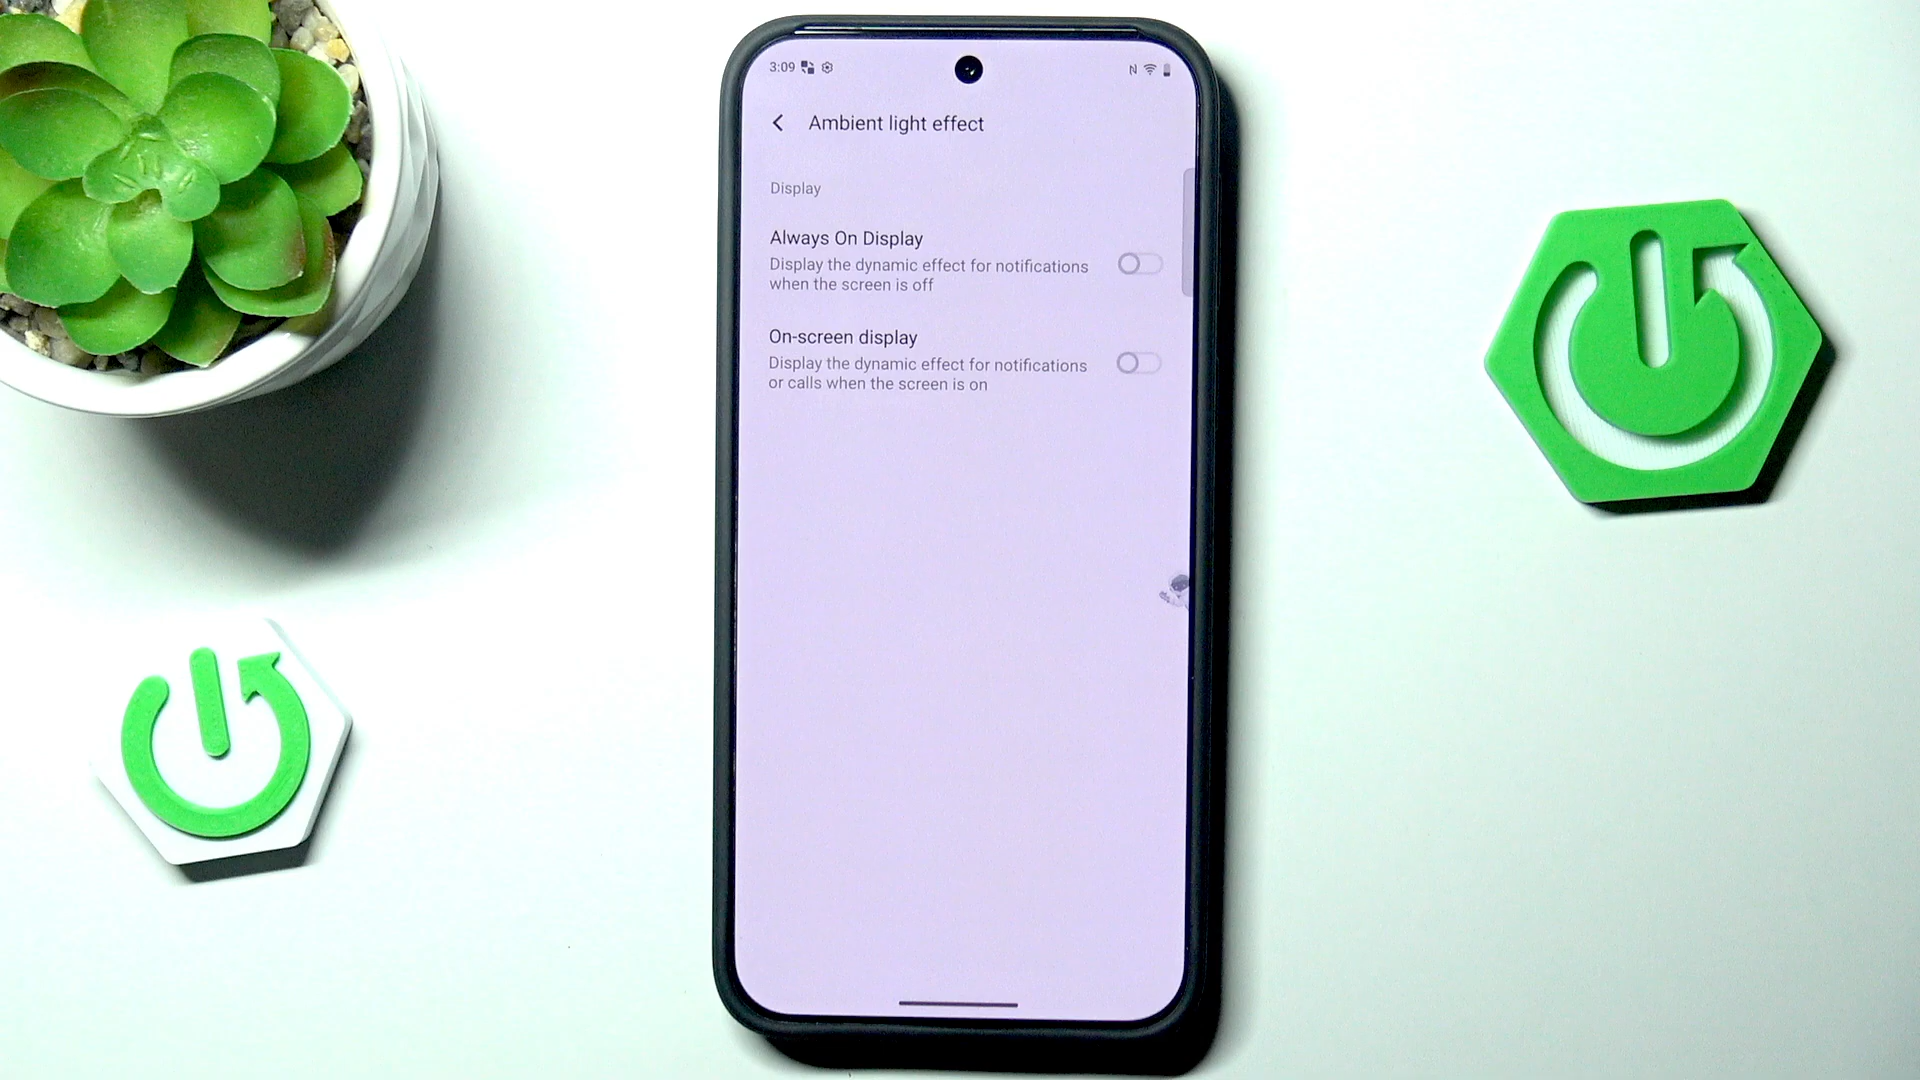 3:09
Ambient light effect
Display
Always On Display
Display the dynamic effect for notifications
when the screen is off
On-screen display
Display the dynamic effect for notifications
or calls when the screen is on